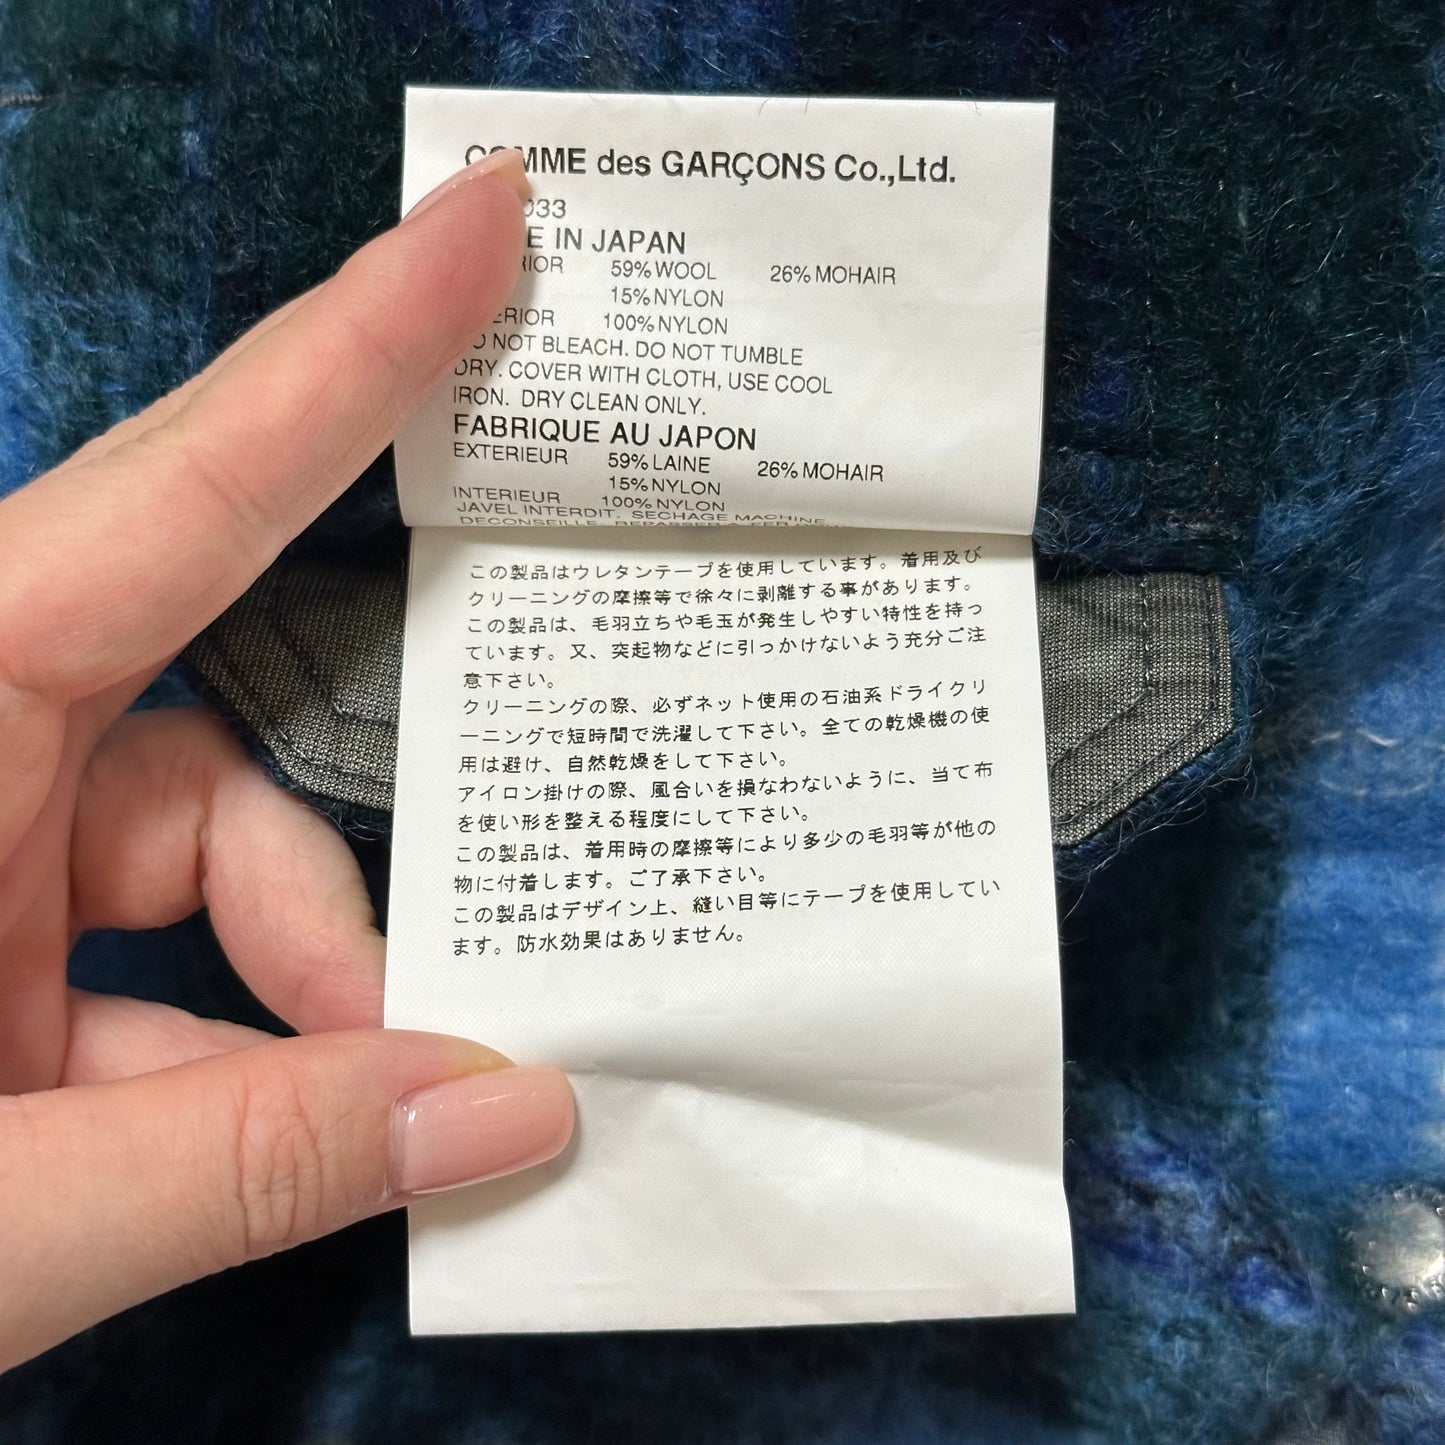 COMME des GARÇONS Co.,Ltd.
033
IN JAPAN
59%WOOL 26%MOHAIR
15%NYLON
100%NYLON
NOT BLEACH. DO NOT TUMBLE
DRY. COVER WITH CLOTH, USE COOL
IRON. DRY CLEAN ONLY.
FABRIQUE AU JAPON
EXTERIEUR 59%LAINE 26%MOHAIR
15%NYLON
INTERIEUR 100%NYLON
JAVEL INTERDIT. SECHAGE MACHINE
DECONSEILLE. REPASSER A FER
この製品はウレタンテープを使用しています。着用及び
クリーニングの摩擦等で徐々に剥離する事があります。
この製品は、毛羽立ちや毛玉が発生しやすい特性を持っ
ています。又、突起物などに引っかけないよう充分ご注
意下さい。
クリーニングの際、必ずネット使用の石油系ドライクリ
ーニングで短時間で洗濯して下さい。全ての乾燥機の使
用は避け、自然乾燥をして下さい。
アイロン掛けの際、風合いを損なわないように、当て布
を使い形を整える程度にして下さい。
この製品は、着用時の摩擦等により多少の毛羽等が他の
物に付着します。ご了承下さい。
この製品はデザイン上、縫い目等にテープを使用してい
ます。防水効果はありません。